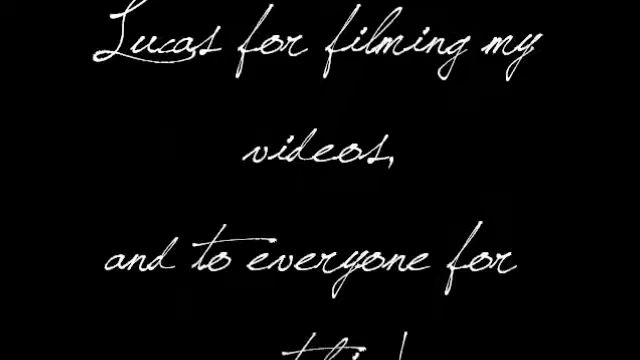 Lucas for filming my
videos,
and to everyone for